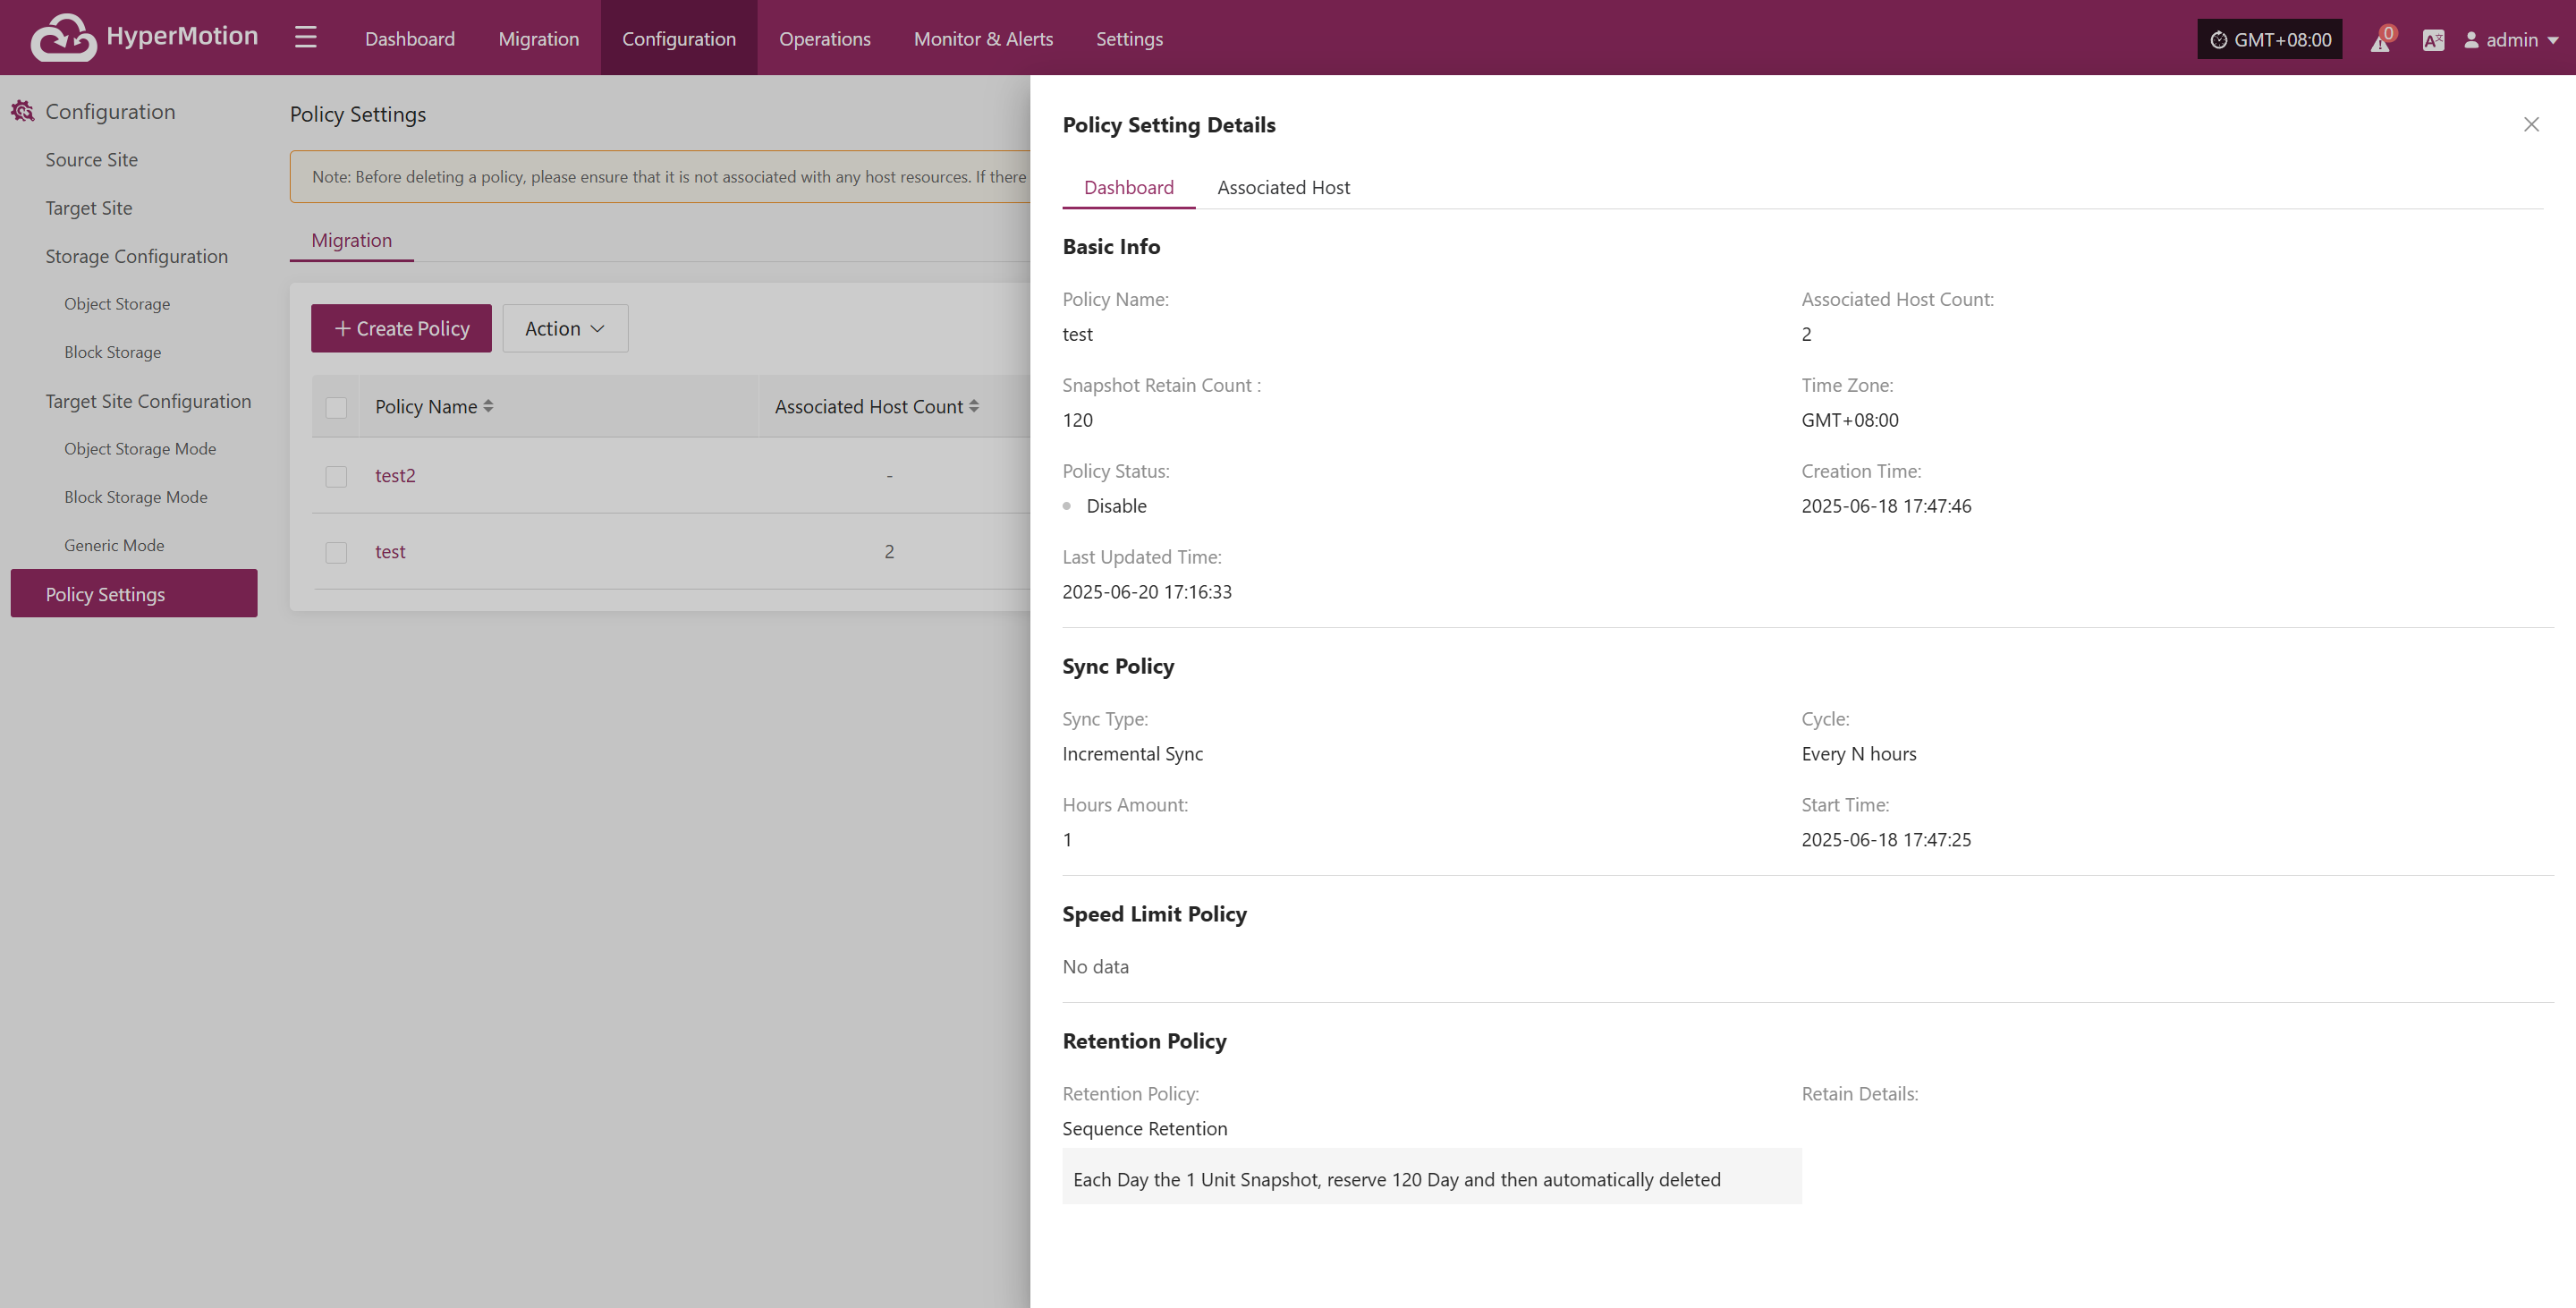 HyperMotion
Dashboard
Migration
Configuration
Operations
Monitor & Alerts
Settings
GMT+08:00
0
admin
Configuration
Source Site
Target Site
Storage Configuration
Object Storage
Block Storage
Target Site Configuration
Object Storage Mode
Block Storage Mode
Generic Mode
Policy Settings
Policy Settings
Note: Before deleting a policy, please ensure that it is not associated with any host resources. If there
Migration
Create Policy
Action
Policy Name
Associated Host Count
test2
-
test
2
Policy Setting Details
Dashboard
Associated Host
Basic Info
Policy Name:
test
Associated Host Count:
2
Snapshot Retain Count :
120
Time Zone:
GMT+08:00
Policy Status:
Disable
Creation Time:
2025-06-18 17:47:46
Last Updated Time:
2025-06-20 17:16:33
Sync Policy
Sync Type:
Incremental Sync
Cycle:
Every N hours
Hours Amount:
1
Start Time:
2025-06-18 17:47:25
Speed Limit Policy
No data
Retention Policy
Retention Policy:
Sequence Retention
Each Day the 1 Unit Snapshot, reserve 120 Day and then automatically deleted
Retain Details: